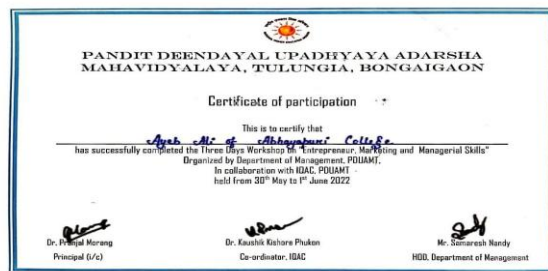 PANDIT DEENDAYAL UPADHYAYA ADARSHA
MAHAVIDYALAYA, TULUNGIA, BONGAIGAON
Certificate of participation
This is to certify that
Ayeb Ali of Abhayapuri College
has successfully completed the Three Days Workshop on "Entrepreneur, Marketing and Managerial Skills"
Organized by Department of Management, PDUAMT,
In collaboration with IQAC, PDUAMT
held from 30th May to 1st June 2022
Dr. Pranjal Morang
Dr. Kaushik Kishore Phukon
Mr. Samaresh Nandy
Principal (i/c)
Co-ordinator, IQAC
HOD, Department of Management